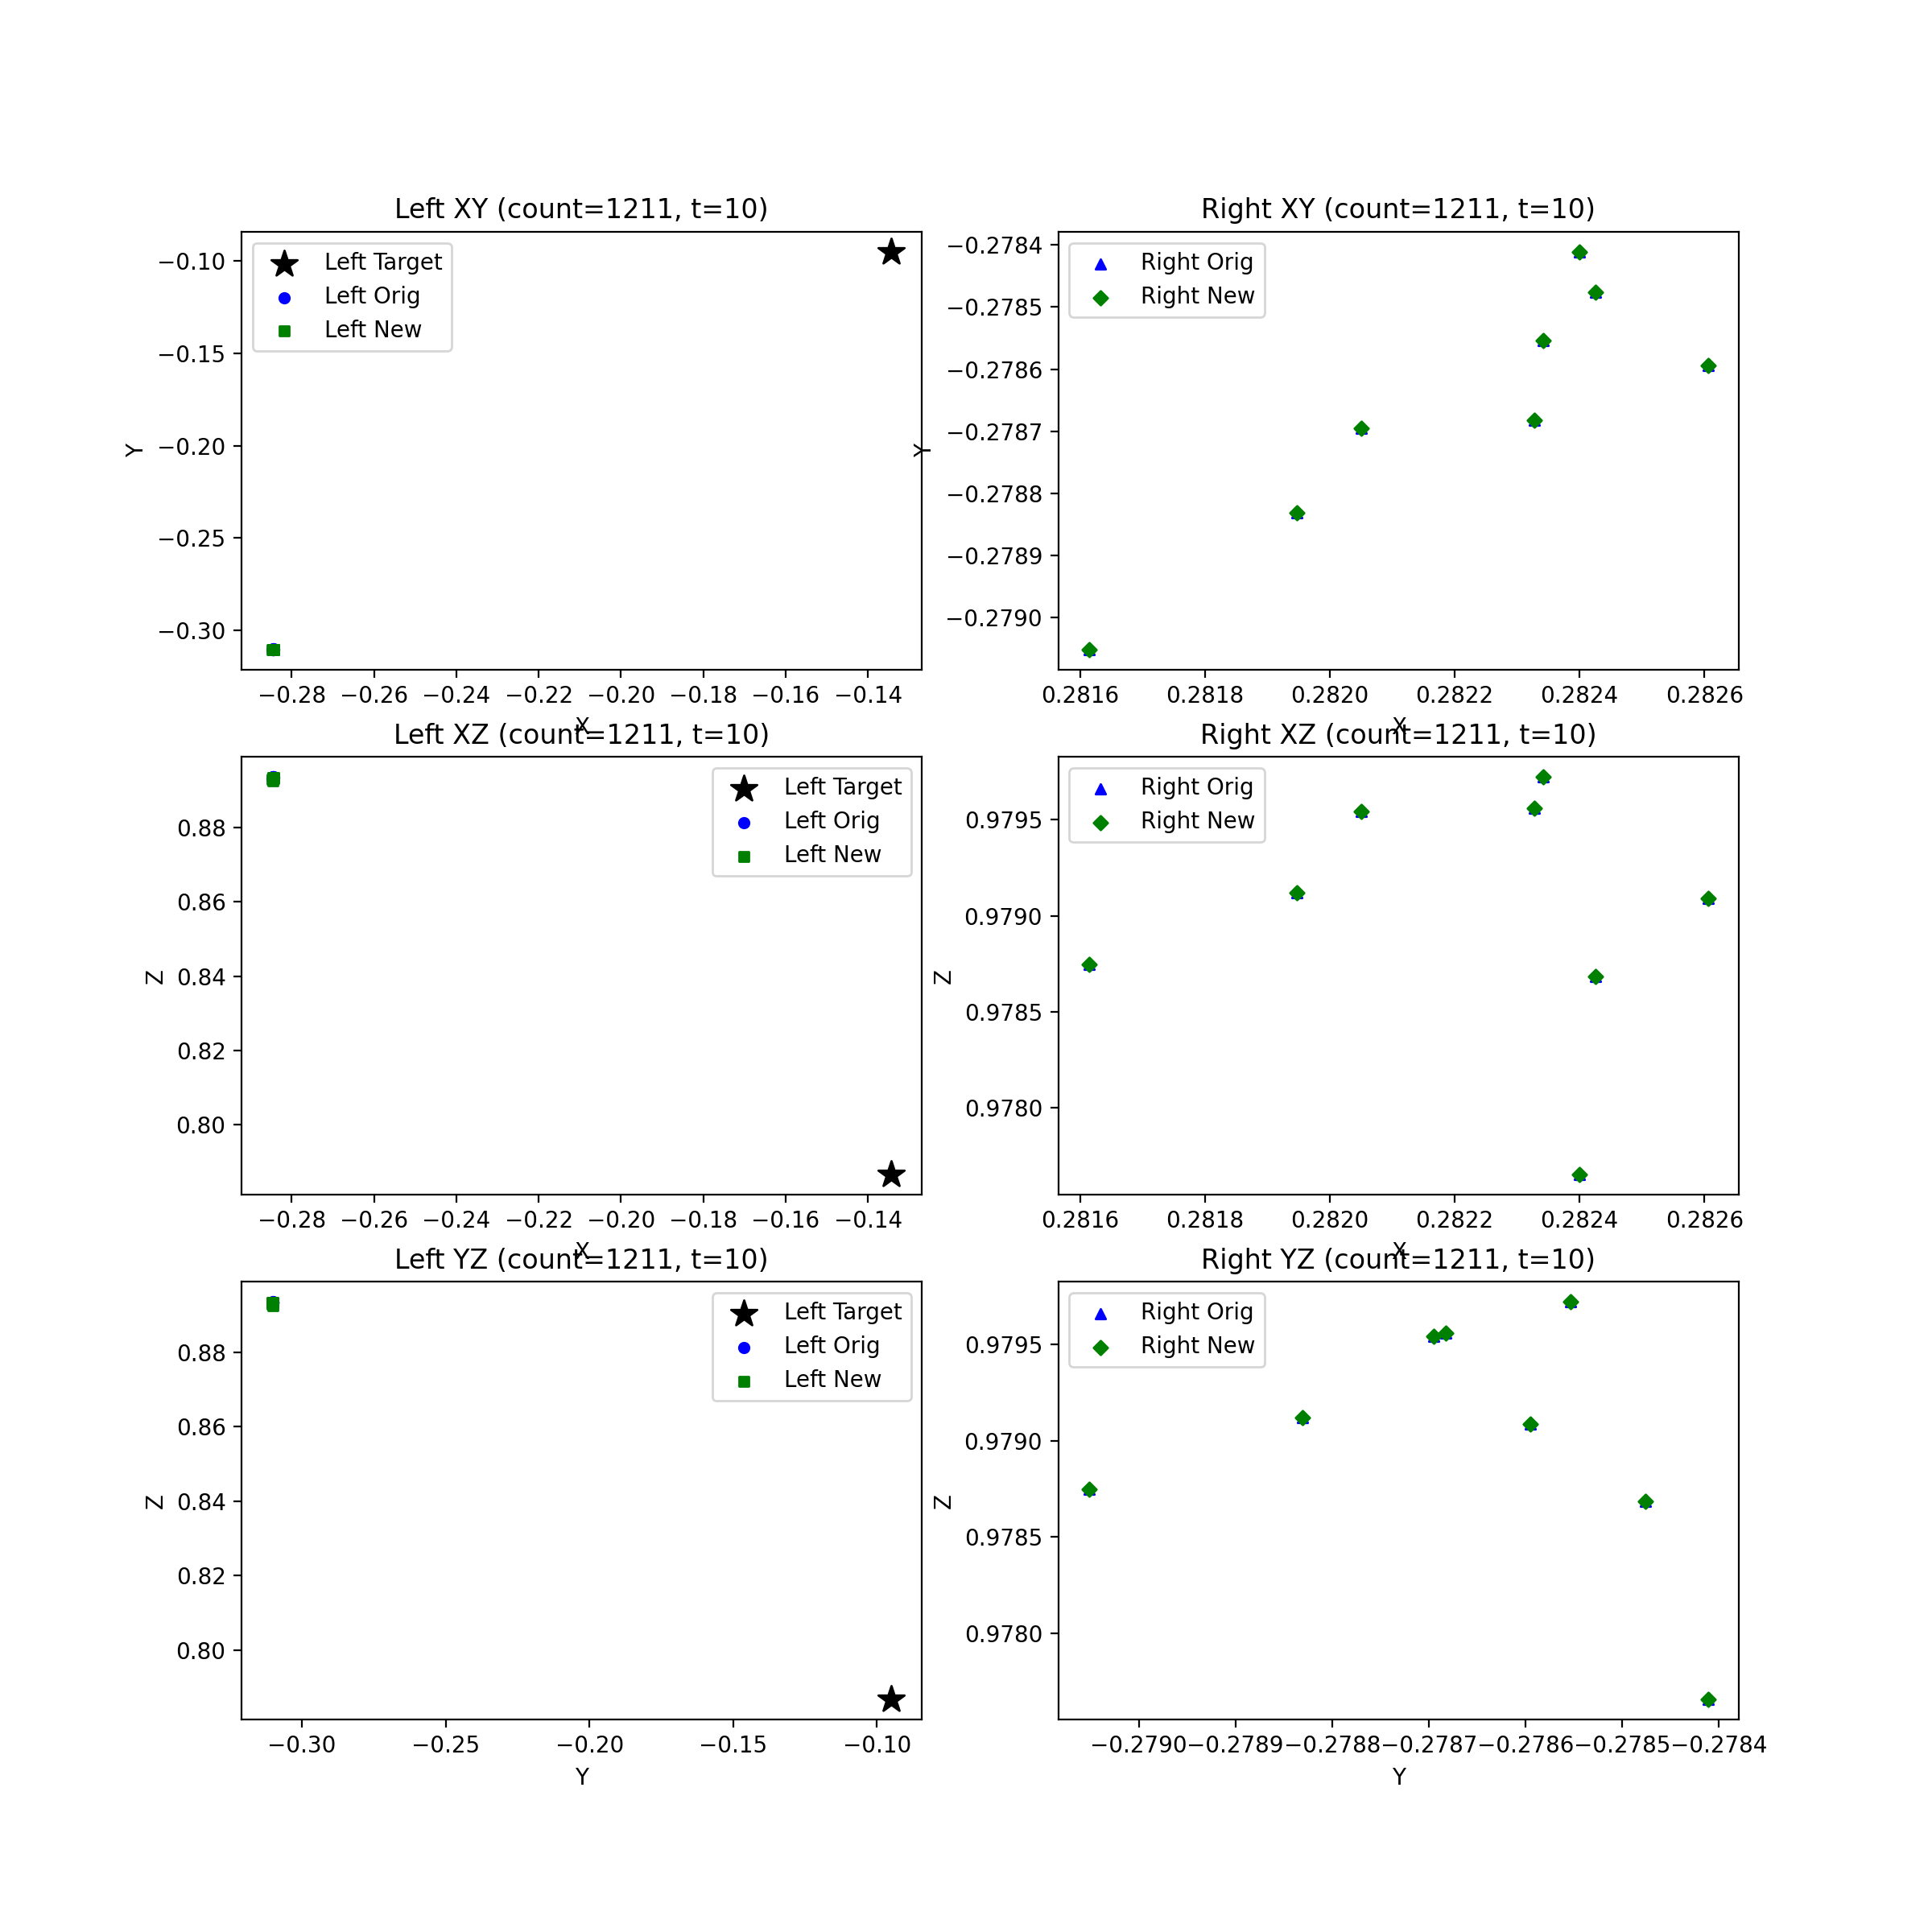 Left XY (count=1211, t=10)
Left Target
Left Orig
Left New
−0.10
−0.15
−0.20
−0.25
−0.30
Y
−0.28 −0.26 −0.24 −0.22 −0.20 −0.18 −0.16 −0.14
X
Right XY (count=1211, t=10)
Right Orig
Right New
−0.2784
−0.2785
−0.2786
−0.2787
−0.2788
−0.2789
−0.2790
Y
0.2816 0.2818 0.2820 0.2822 0.2824 0.2826
X
Left XZ (count=1211, t=10)
Left Target
Left Orig
Left New
0.88
0.86
0.84
0.82
0.80
Z
−0.28 −0.26 −0.24 −0.22 −0.20 −0.18 −0.16 −0.14
X
Right XZ (count=1211, t=10)
Right Orig
Right New
0.9795
0.9790
0.9785
0.9780
Z
0.2816 0.2818 0.2820 0.2822 0.2824 0.2826
X
Left YZ (count=1211, t=10)
Left Target
Left Orig
Left New
0.88
0.86
0.84
0.82
0.80
Z
−0.30 −0.25 −0.20 −0.15 −0.10
Y
Right YZ (count=1211, t=10)
Right Orig
Right New
0.9795
0.9790
0.9785
0.9780
Z
−0.2790 −0.2789 −0.2788 −0.2787 −0.2786 −0.2785 −0.2784
Y